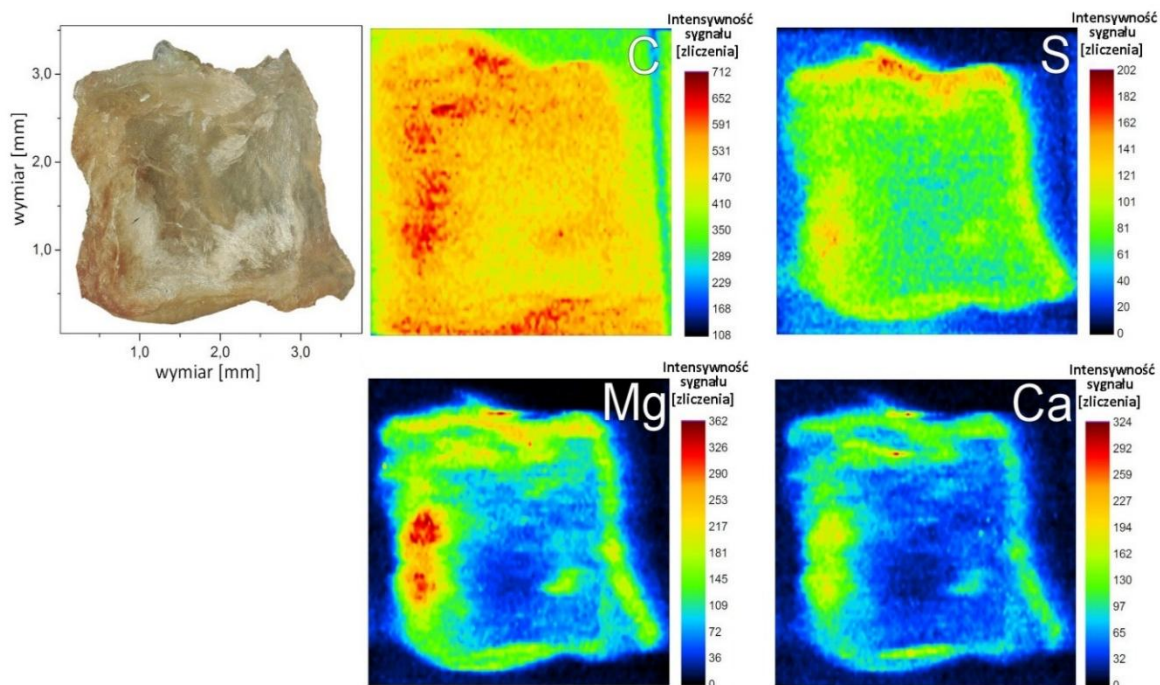 wymiar [mm]
3,0
2,0
1,0
1,0 2,0 3,0
wymiar [mm]
C
Intensywność
sygnału
[zliczenia]
712
652
591
531
470
410
350
289
229
168
108
S
Intensywność
sygnału
[zliczenia]
202
182
162
141
121
101
81
61
40
20
0
Mg
Intensywność
sygnału
[zliczenia]
362
326
290
253
217
181
145
109
72
36
0
Ca
Intensywność
sygnału
[zliczenia]
324
292
259
227
194
162
130
97
65
32
0